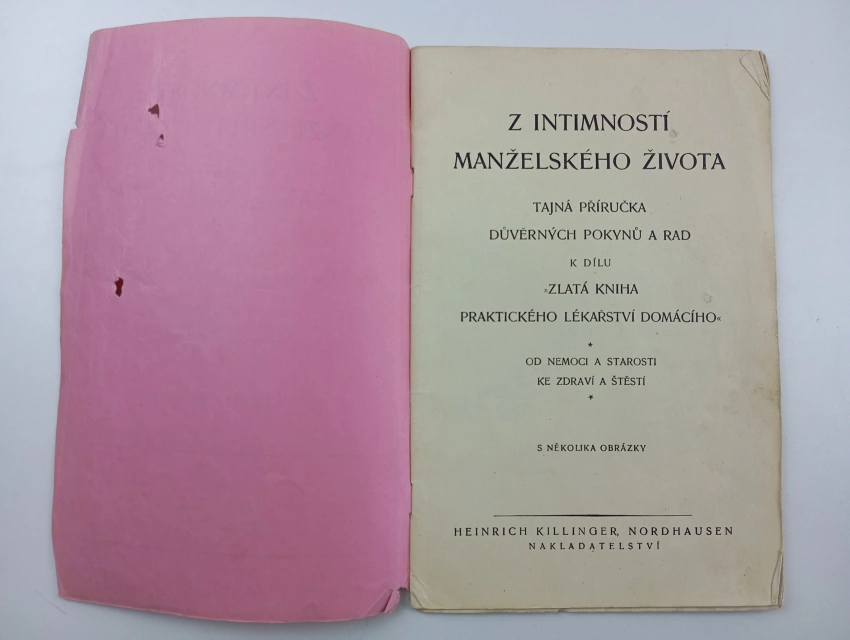 Z INTIMNOSTÍ
MANŽELSKÉHO ŽIVOTA
TAJNÁ PŘÍRUČKA
DŮVĚRNÝCH POKYNŮ A RAD
K DÍLU
»ZLATÁ KNIHA
PRAKTICKÉHO LÉKAŘSTVÍ DOMÁCÍHO«
*
OD NEMOCI A STAROSTI
KE ZDRAVÍ A ŠTĚSTÍ
*
S NĚKOLIKA OBRÁZKY
HEINRICH KILLINGER, NORDHAUSEN
NAKLADATELSTVÍ